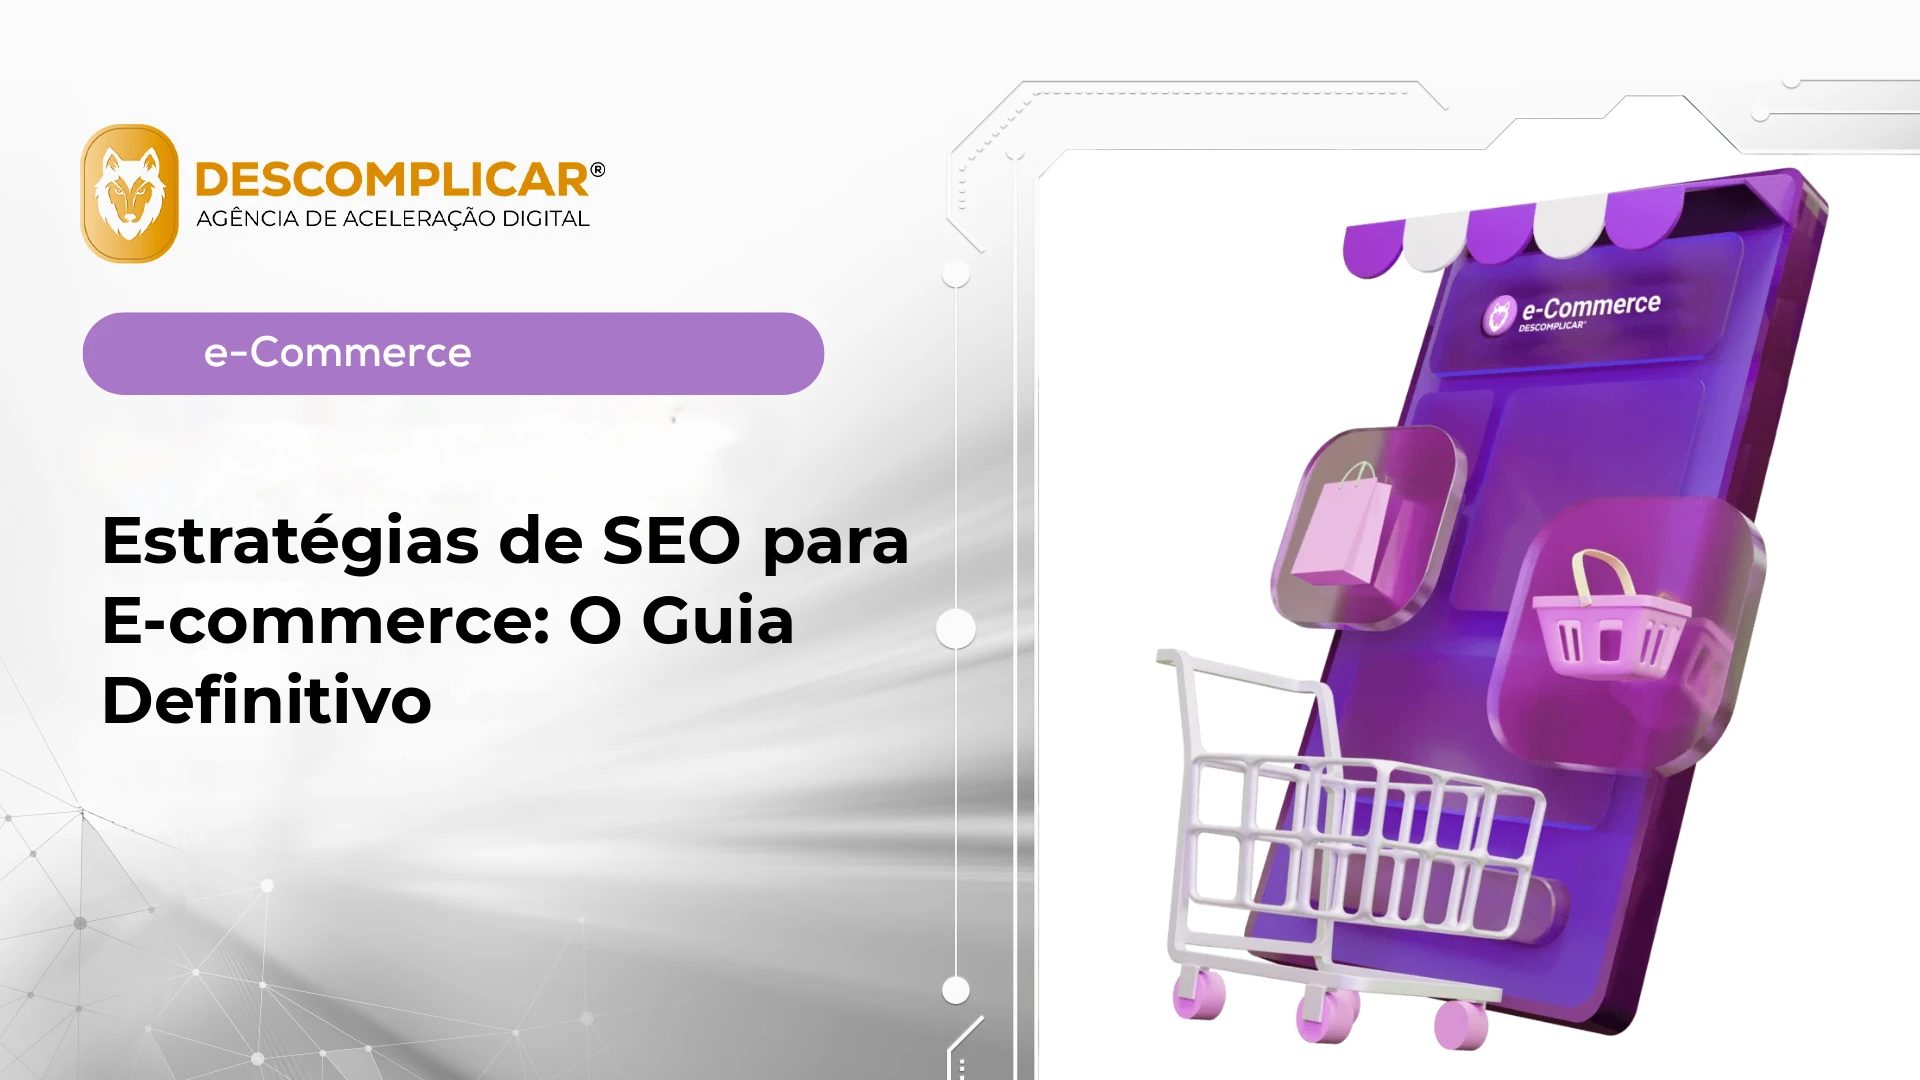 DESCOMPLICAR®
AGÊNCIA DE ACELERAÇÃO DIGITAL
e-Commerce
Estratégias de SEO para
E-commerce: O Guia
Definitivo
e-Commerce
DESCOMPLICAR®